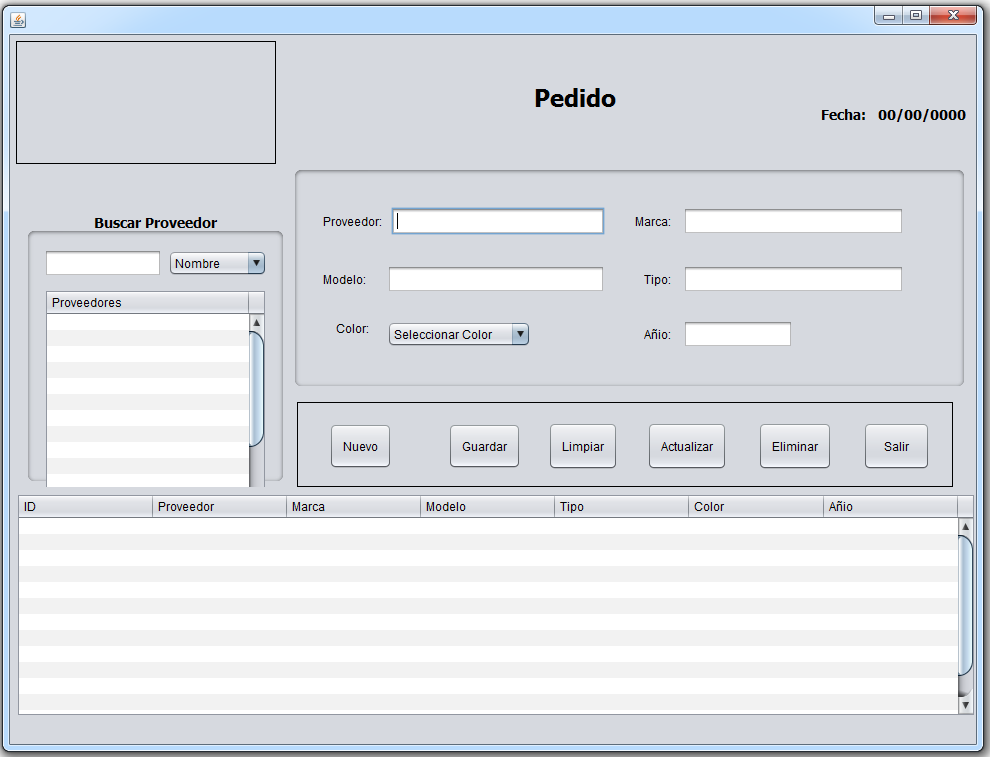 Pedido
Fecha: 00/00/0000
Buscar Proveedor
Nombre
Proveedores
Proveedor:
Marca:
Modelo:
Tipo:
Color:
Seleccionar Color
Añio:
Nuevo
Guardar
Limpiar
Actualizar
Eliminar
Salir
ID Proveedor Marca Modelo Tipo Color Añio